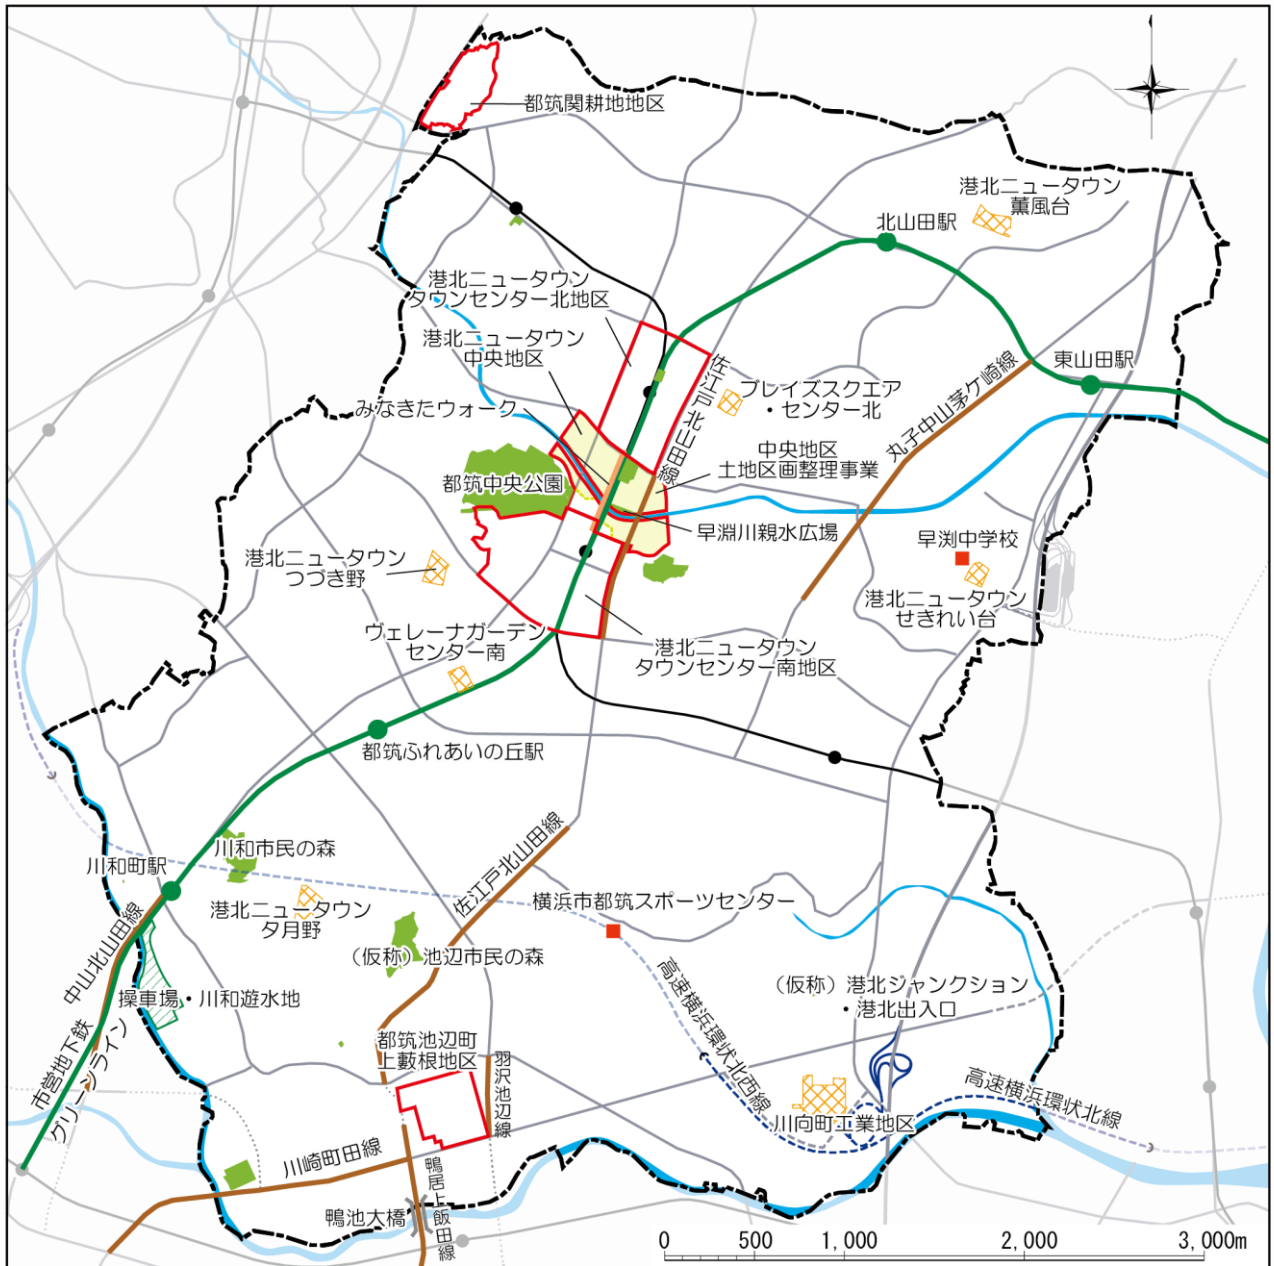 都筑関耕地地区
港北ニュータウン
薫風台
北山田駅
港北ニュータウン
タウンセンター北地区
港北ニュータウン
中央地区
佐江戸北山田線
東山田駅
丸子中山茅ケ崎線
プレイズスクエア
・センター北
みなきたウォーク
中央地区
土地区画整理事業
都筑中央公園
早淵川親水広場
早渕中学校
港北ニュータウン
つづき野
港北ニュータウン
せきれい台
ヴェレーナガーデン
センター南
港北ニュータウン
タウンセンター南地区
都筑ふれあいの丘駅
川和市民の森
川和町駅
佐江戸北山田線
横浜市都筑スポーツセンター
港北ニュータウン
夕月野
中山北山田線
(仮称)池辺市民の森
高速横浜環状北西線
(仮称)港北ジャンクション
・港北出入口
操車場・川和遊水地
市営地下鉄
グリーンライン
都筑池辺町
上藪根地区
羽沢池辺線
高速横浜環状北線
川向町工業地区
川崎町田線
鴨居上飯田線
鴨池大橋
0 500 1,000 2,000 3,000m